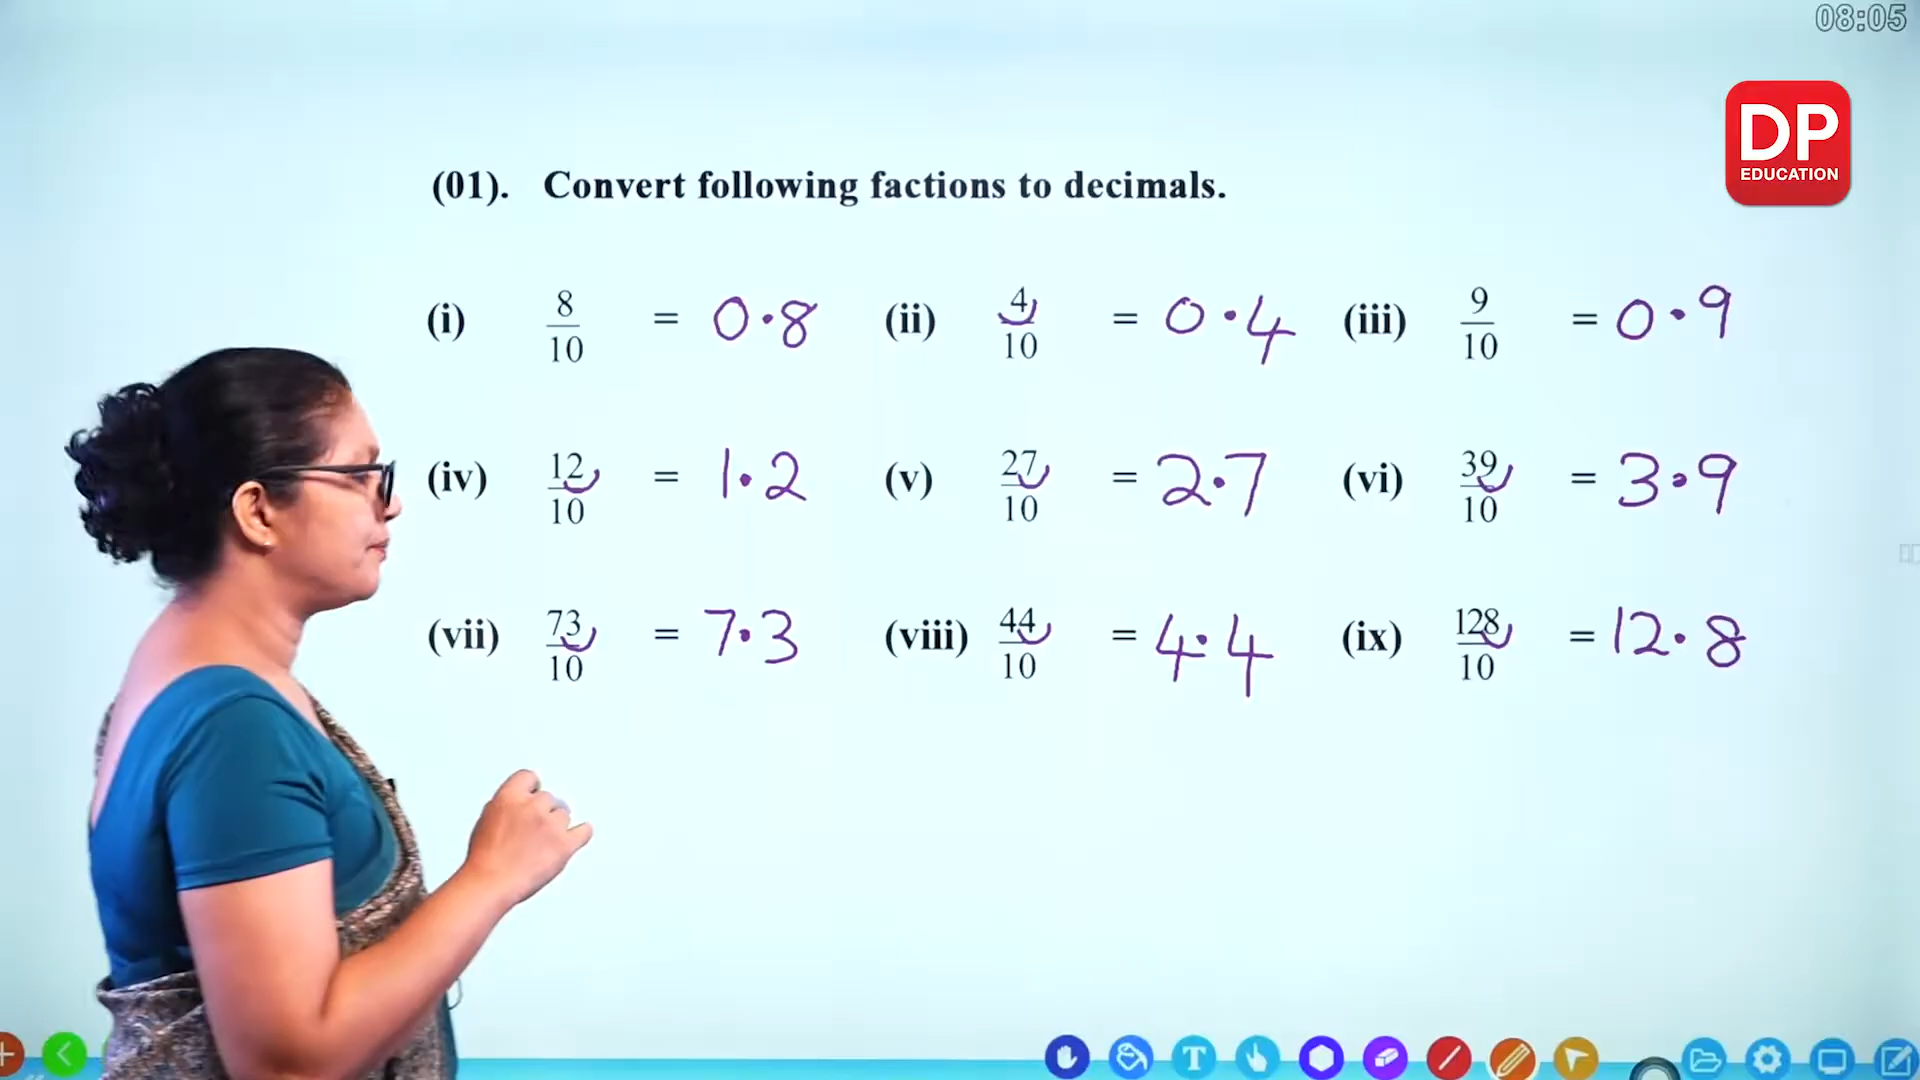 08:05
DP
EDUCATION
(01). Convert following factions to decimals.
(i) 8/10 = 0.8 (ii) 4/10 = 0.4 (iii) 9/10 = 0.9
(iv) 12/10 = 1.2 (v) 27/10 = 2.7 (vi) 39/10 = 3.9
(vii) 73/10 = 7.3 (viii) 44/10 = 4.4 (ix) 128/10 = 12.8
T